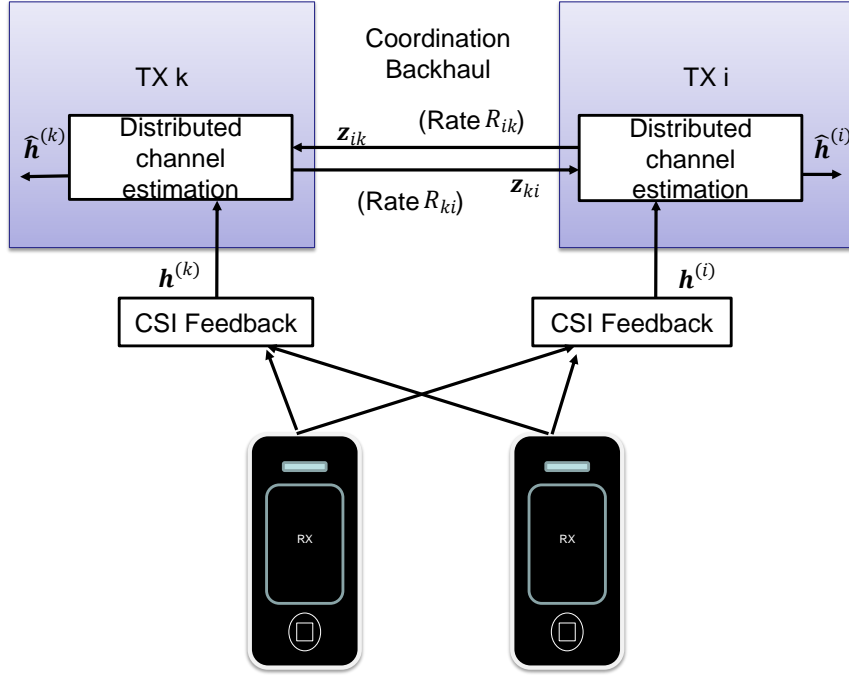 TX k
Coordination
Backhaul
TX i
Distributed
channel
estimation
Distributed
channel
estimation
ĥ^(k)
z_ik
(Rate R_ik)
ĥ^(i)
(Rate R_ki)
z_ki
h^(k)
h^(i)
CSI Feedback
CSI Feedback
RX
RX